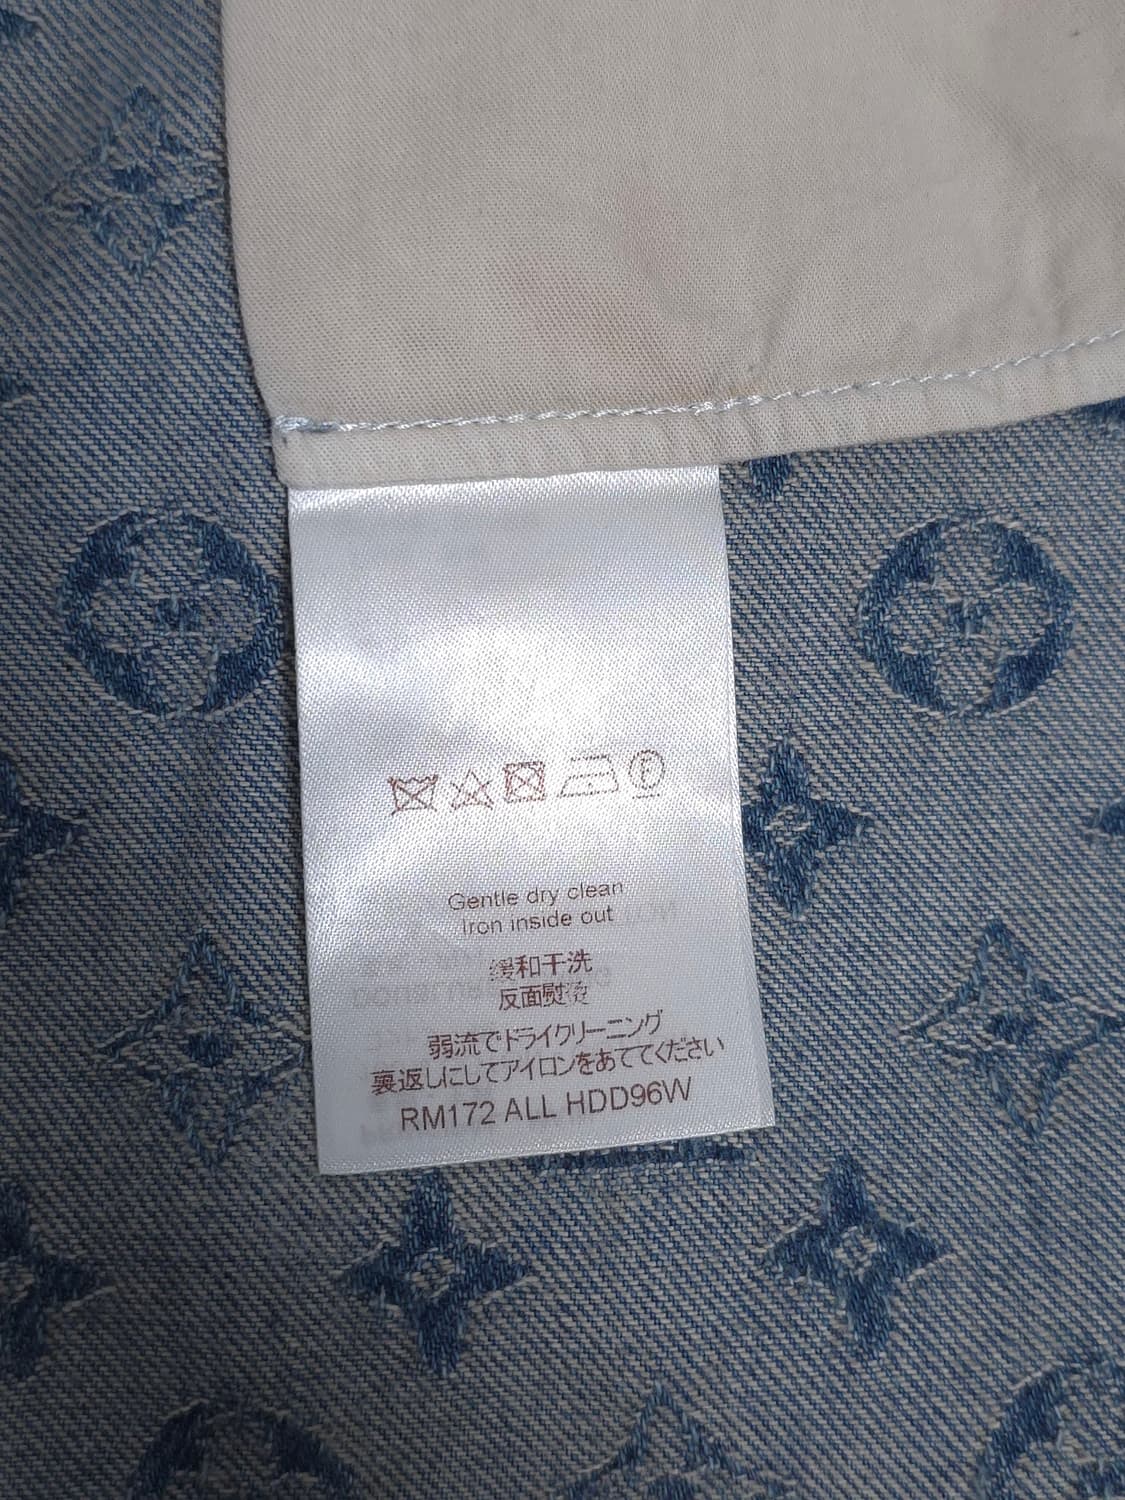 Gentle dry clean
Iron inside out
缓和干洗
反面熨烫
弱流でドライクリーニング
裏返しにしてアイロンをあててください
RM172 ALL HDD96W